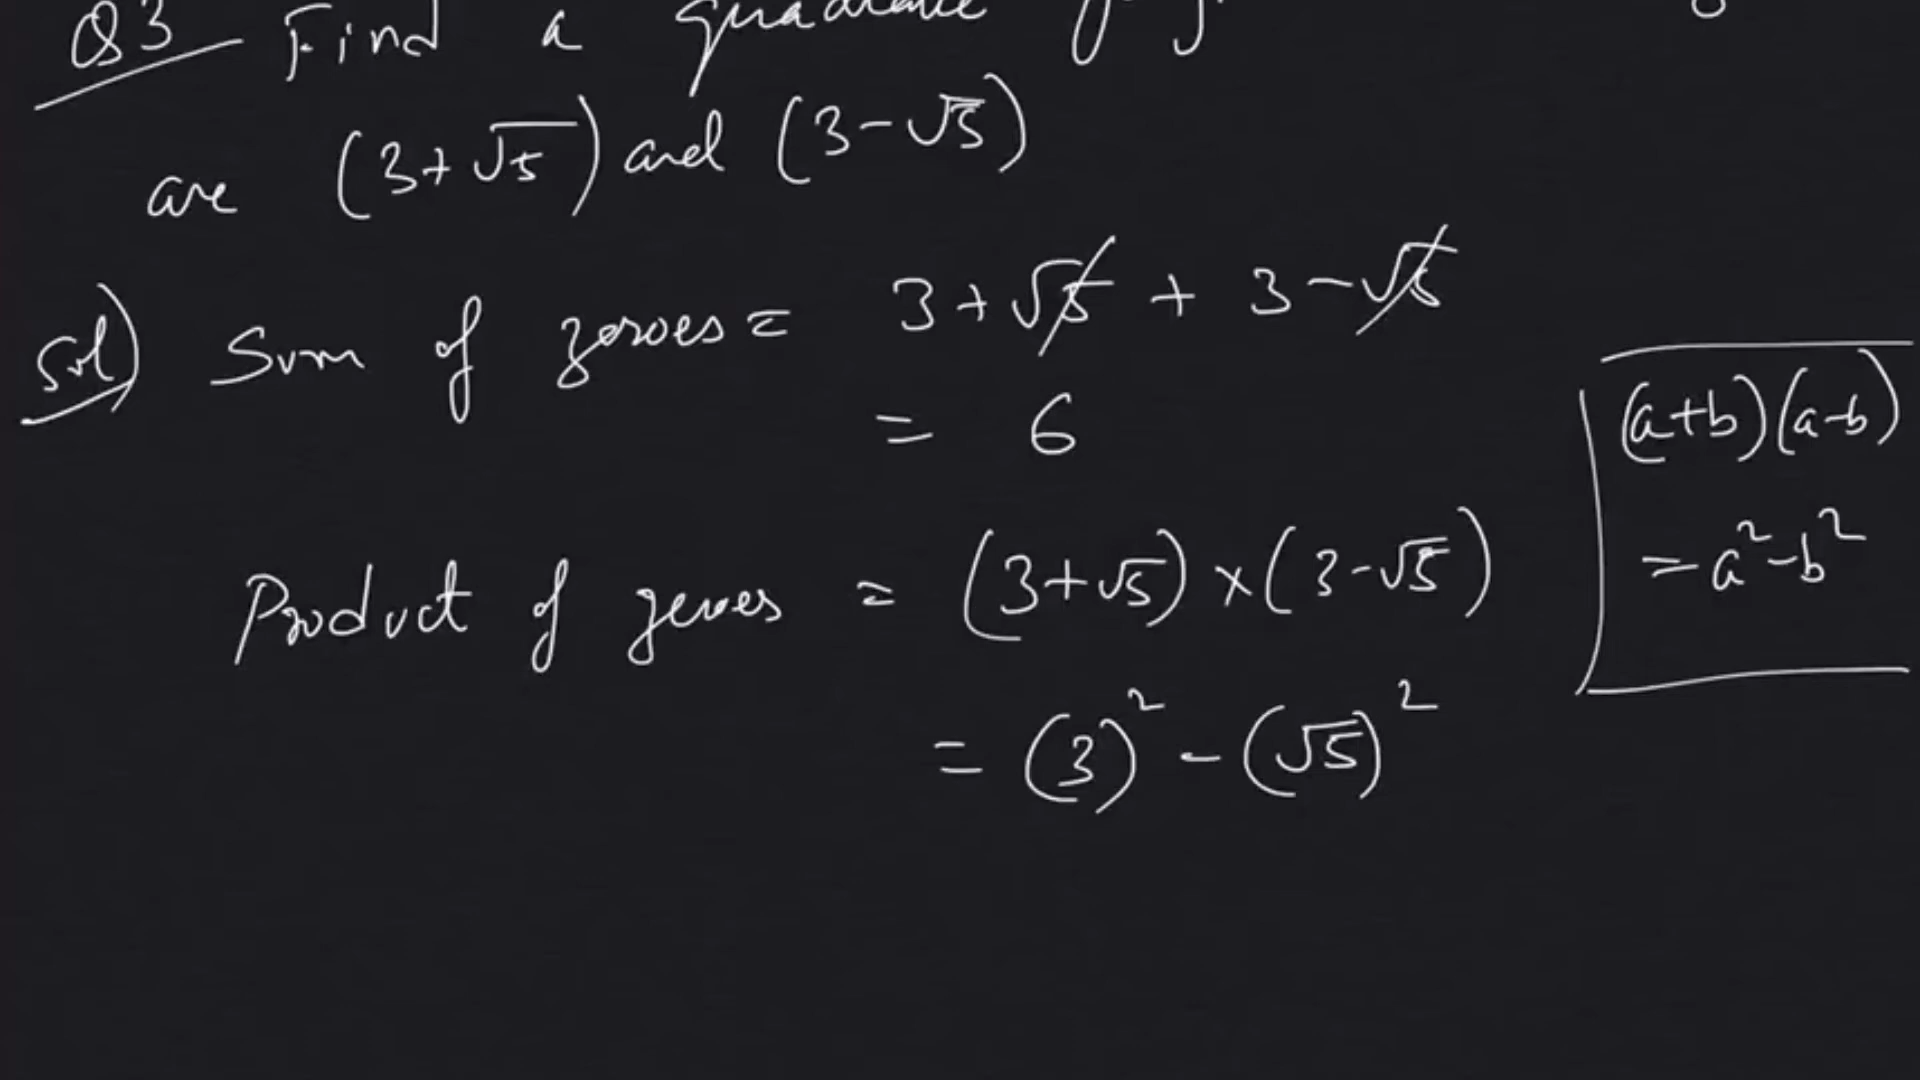 Q3 Find a quadratic
are (3+√5) and (3-√5)
Sol) Sum of zeroes = 3+√5 + 3-√5
= 6
(a+b)(a-b)
= a²-b²
Product of zeroes = (3+√5)×(3-√5)
= (3)² - (√5)²